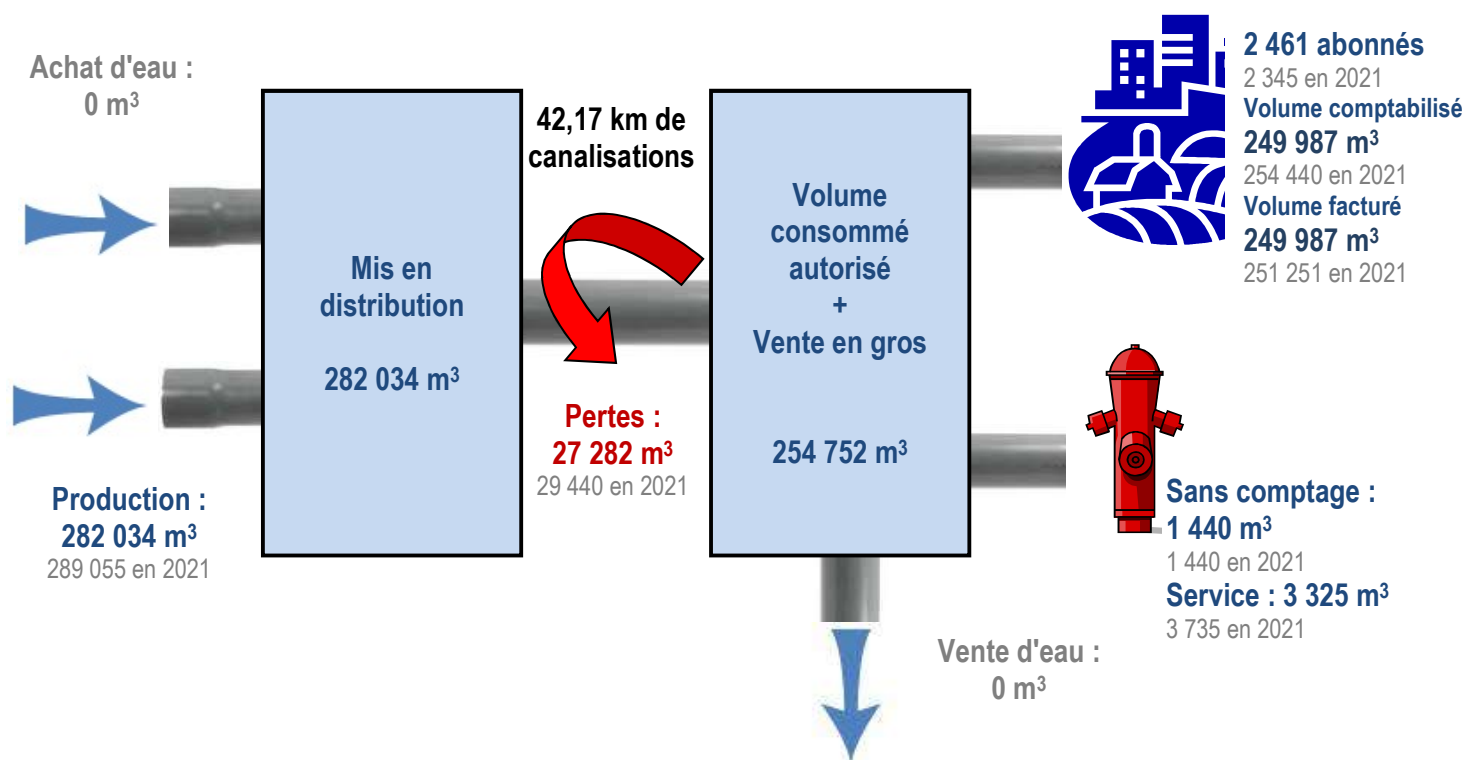 Achat d'eau :
0 m³
Production :
282 034 m³
289 055 en 2021
Mis en
distribution
282 034 m³
42,17 km de
canalisations
Pertes :
27 282 m³
29 440 en 2021
Volume
consommé
autorisé
+
Vente en gros
254 752 m³
2 461 abonnés
2 345 en 2021
Volume comptabilisé
249 987 m³
254 440 en 2021
Volume facturé
249 987 m³
251 251 en 2021
Sans comptage :
1 440 m³
1 440 en 2021
Service : 3 325 m³
3 735 en 2021
Vente d'eau :
0 m³